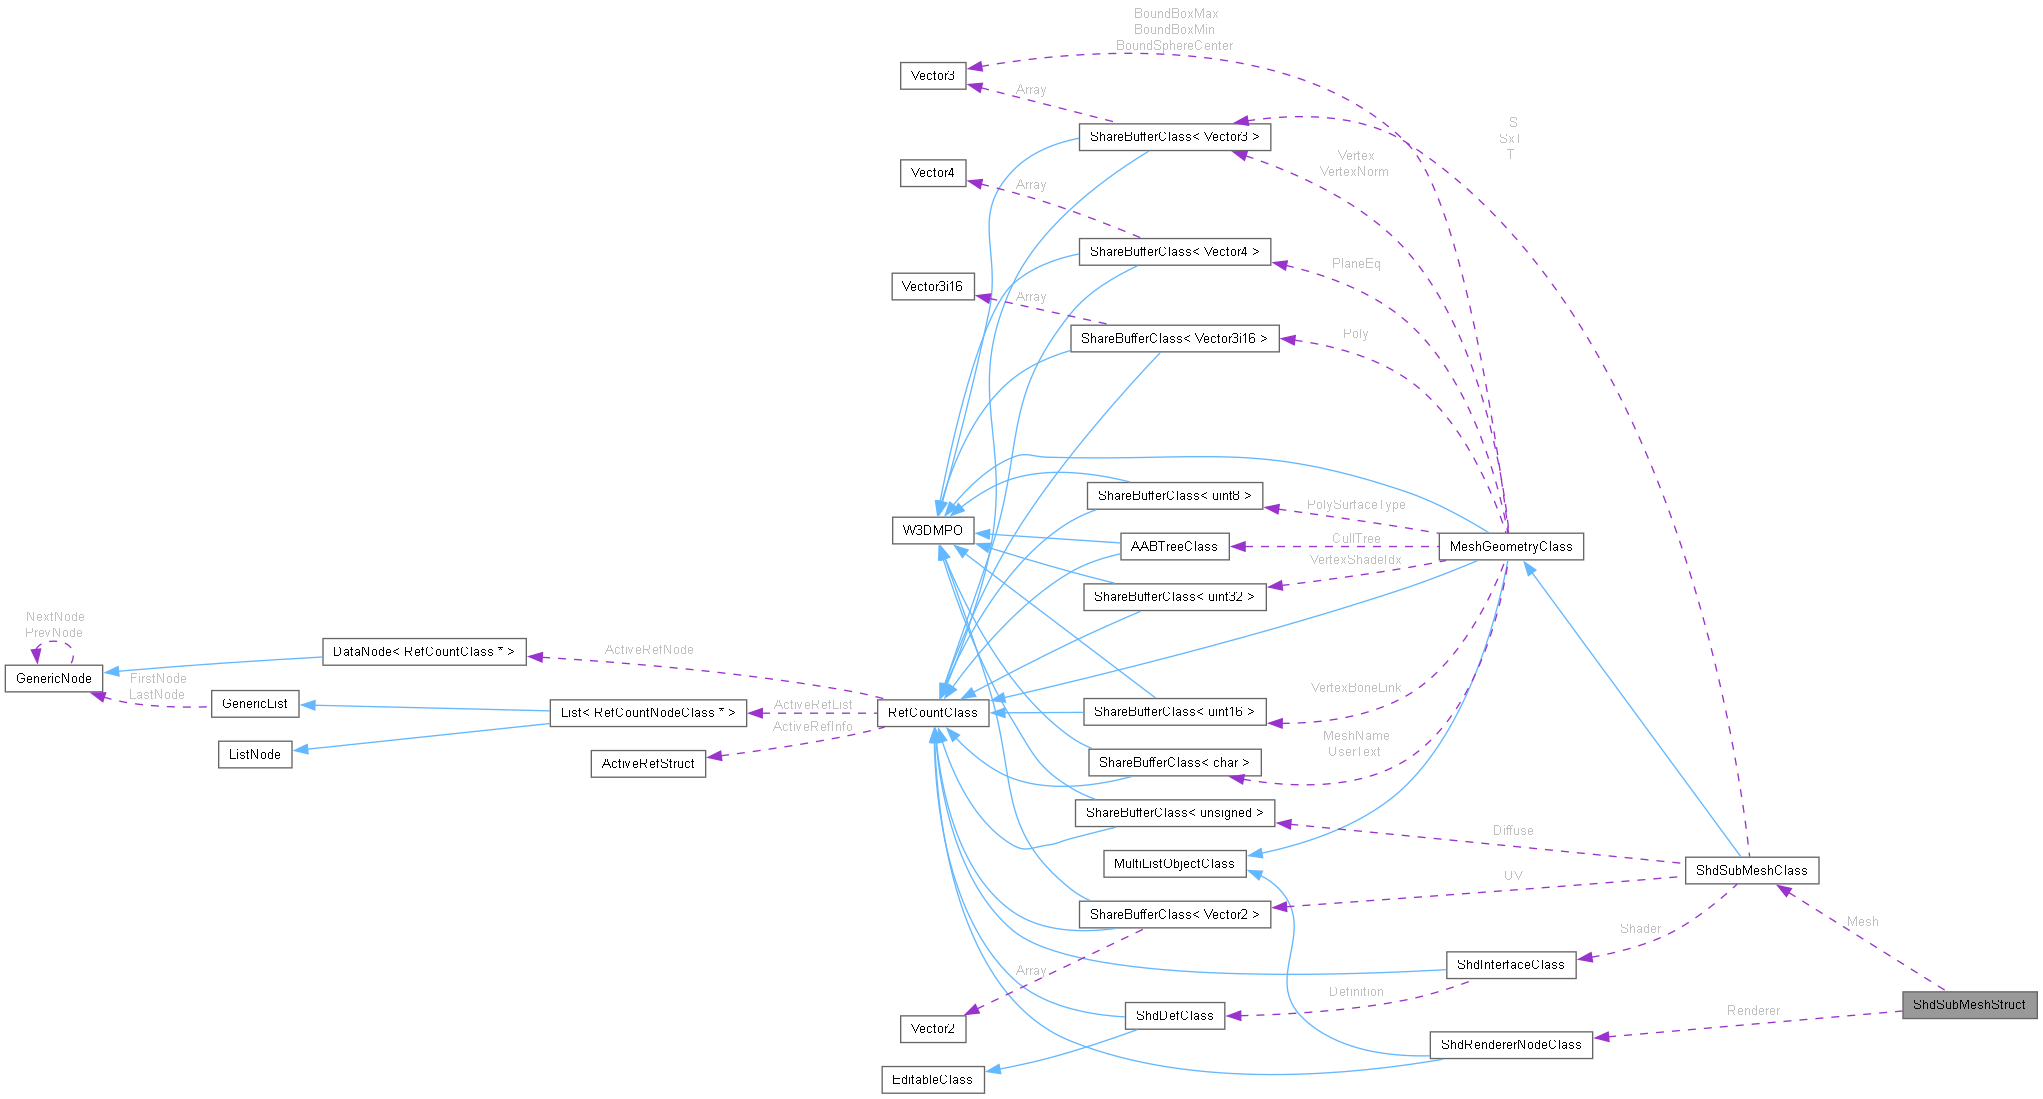 BoundBoxMax
BoundBoxMin
BoundSphereCenter
Vector3
Array
S
SxT
T
ShareBufferClass< Vector3 >
Vertex
VertexNorm
Vector4
Array
ShareBufferClass< Vector4 >
PlaneEq
Vector3i16
Array
ShareBufferClass< Vector3i16 >
Poly
ShareBufferClass< uint8 >
PolySurfaceType
W3DMPO
AABTreeClass
CullTree
MeshGeometryClass
VertexShadeIdx
ShareBufferClass< uint32 >
NextNode
PrevNode
DataNode< RefCountClass * >
ActiveRefNode
GenericNode
FirstNode
LastNode
GenericList
List< RefCountNodeClass * >
ActiveRefList
ActiveRefInfo
RefCountClass
ShareBufferClass< uint16 >
VertexBoneLink
ListNode
ActiveRefStruct
ShareBufferClass< char >
MeshName
UserText
ShareBufferClass< unsigned >
Diffuse
MultiListObjectClass
ShdSubMeshClass
UV
ShareBufferClass< Vector2 >
Mesh
Shader
Array
ShdInterfaceClass
Definition
ShdSubMeshStruct
Vector2
ShdDefClass
Renderer
ShdRendererNodeClass
EditableClass